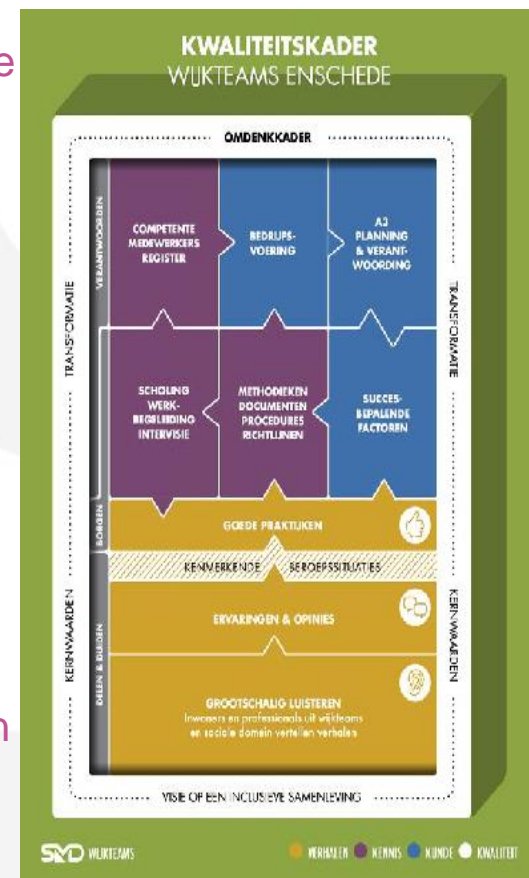 e
KWALITEITSKADER
WIJKTEAMS ENSCHEDE
OMDENKKADER
TRANSFORMATIE
KERNWAARDEN
VERANTWOORDEN
BORGEN
DELEN & DUIDEN
COMPETENTE
MEDEWERKERS
REGISTER
BEDRIJFS-
VOERING
A3
PLANNING
& VERANT-
WOORDING
SCHOLING
WERK-
BEGELEIDING
INTERVISIE
METHODIEKEN
DOCUMENTEN
PROCEDURES
RICHTLIJNEN
SUCCES-
BEPALENDE
FACTOREN
GOEDE PRAKTIJKEN
KENMERKENDE BEROEPSSITUATIES
ERVARINGEN & OPINIES
GROOTSCHALIG LUISTEREN
Inwoners en professionals uit wijkteams
en sociale domein vertellen verhalen
TRANSFORMATIE
KERNWAARDEN
n
VISIE OP EEN INCLUSIEVE SAMENLEVING
SMD WIJKTEAMS
VERHALEN KENNIS KUNDE KWALITEIT